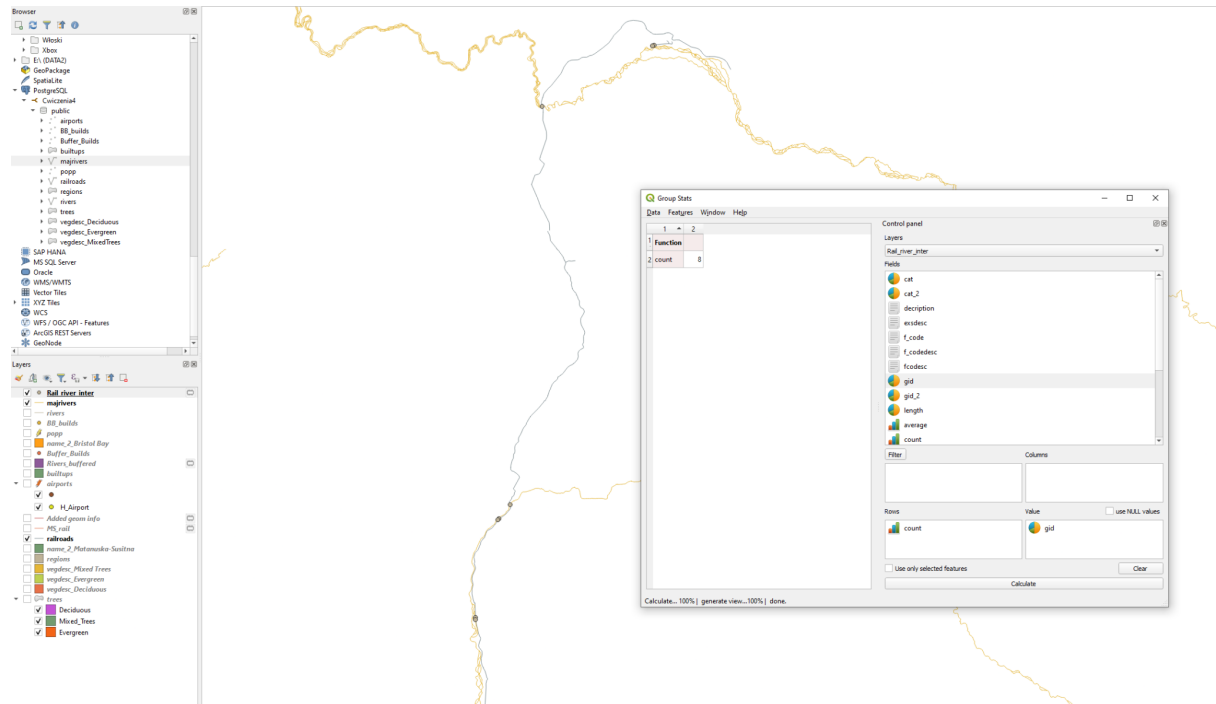 Browser
Włoski
Xbox
E:\ (DATA2)
GeoPackage
SpatiaLite
PostgreSQL
Cwiczenia4
public
airports
BB_builds
Buffer_Builds
builtups
majrivers
popp
railroads
regions
rivers
trees
vegdesc_Deciduous
vegdesc_Evergreen
vegdesc_MixedTrees
SAP HANA
MS SQL Server
Oracle
WMS/WMTS
Vector Tiles
XYZ Tiles
WCS
WFS / OGC API - Features
ArcGIS REST Servers
GeoNode
Layers
Rail_river_inter
majrivers
rivers
BB_builds
popp
name_2_Bristol Bay
Buffer_Builds
Rivers_buffered
builtups
airports
H_Airport
Added geom info
MS_rail
railroads
name_2_Matanuska-Susitna
regions
vegdesc_Mixed Trees
vegdesc_Evergreen
vegdesc_Deciduous
trees
Deciduous
Mixed_Trees
Evergreen
Group Stats
Data Features Window Help
1 2
1 Function
2 count 8
Control panel
Layers
Rail_river_inter
Fields
cat
cat_2
decription
exsdesc
f_code
f_codedesc
fcodesc
gid
gid_2
length
average
count
Filter Columns
Rows Value use NULL values
count gid
Use only selected features Clear
Calculate
Calculate... 100% | generate view...100% | done.